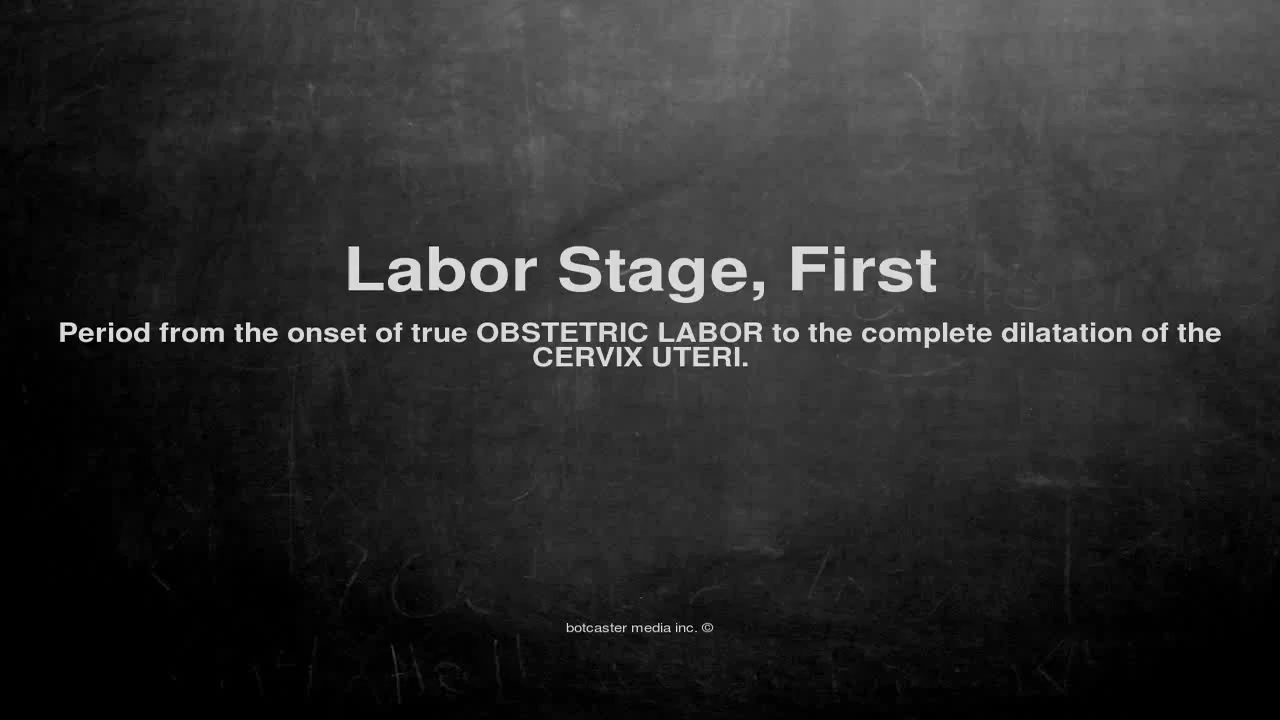 Labor Stage, First
Period from the onset of true OBSTETRIC LABOR to the complete dilatation of the
CERVIX UTERI.
botcaster media inc. ©